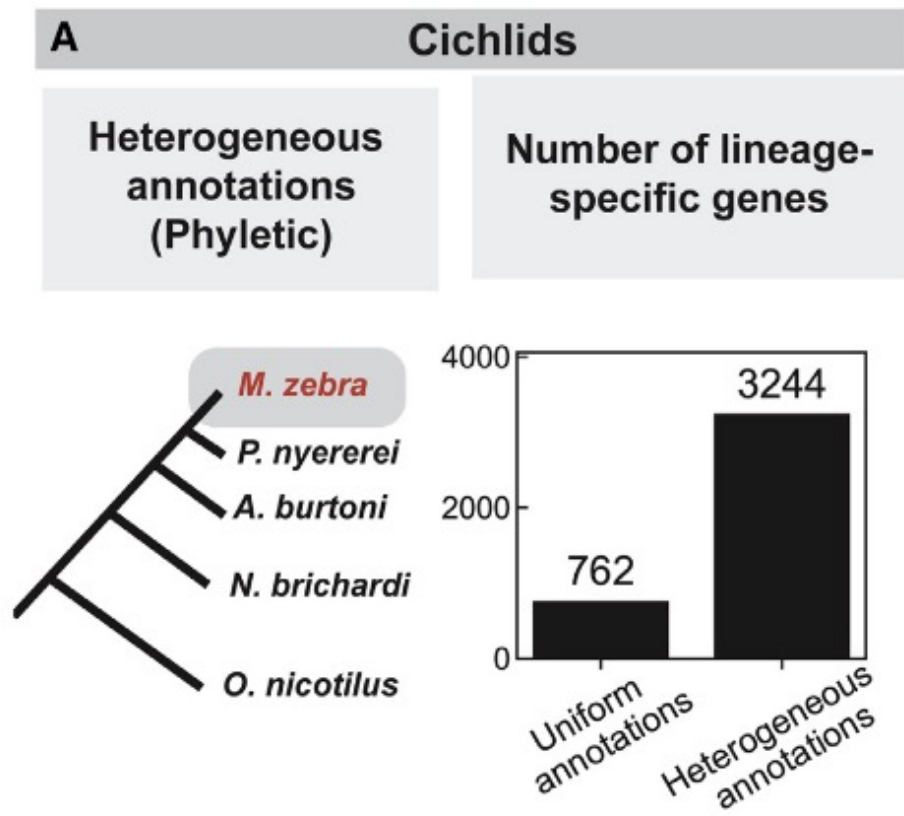 A
Cichlids
Heterogeneous
annotations
(Phyletic)
Number of lineage-
specific genes
M. zebra
P. nyererei
A. burtoni
N. brichardi
O. nicotilus
4000
2000
0
762
3244
Uniform
annotations
Heterogeneous
annotations